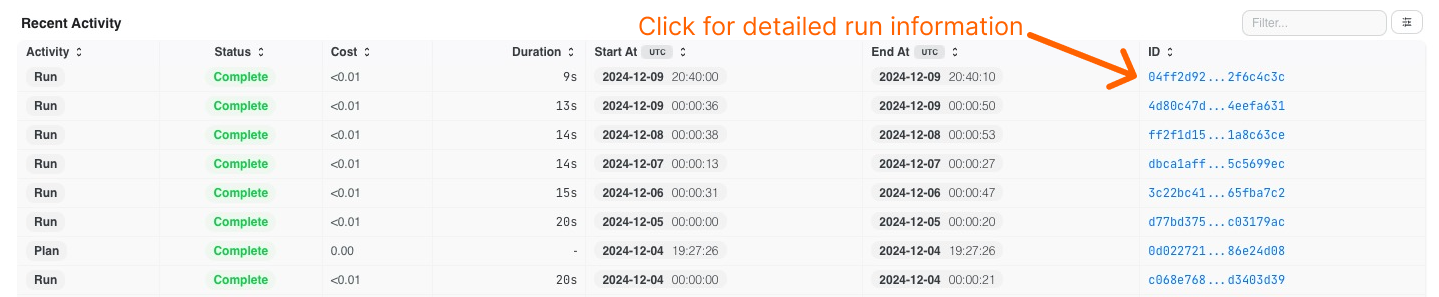 Recent Activity Click for detailed run information Filter...
Activity Status Cost Duration Start At UTC End At UTC ID
Run Complete <0.01 9s 2024-12-09 20:40:00 2024-12-09 20:40:10 04ff2d92...2f6c4c3c
Run Complete <0.01 13s 2024-12-09 00:00:36 2024-12-09 00:00:50 4d80c47d...4eefa631
Run Complete <0.01 14s 2024-12-08 00:00:38 2024-12-08 00:00:53 ff2f1d15...1a8c63ce
Run Complete <0.01 14s 2024-12-07 00:00:13 2024-12-07 00:00:27 dbca1aff...5c5699ec
Run Complete <0.01 15s 2024-12-06 00:00:31 2024-12-06 00:00:47 3c22bc41...65fba7c2
Run Complete <0.01 20s 2024-12-05 00:00:00 2024-12-05 00:00:20 d77bd375...c03179ac
Plan Complete 0.00 - 2024-12-04 19:27:26 2024-12-04 19:27:26 0d022721...86e24d08
Run Complete <0.01 20s 2024-12-04 00:00:00 2024-12-04 00:00:21 c068e768...d3403d39